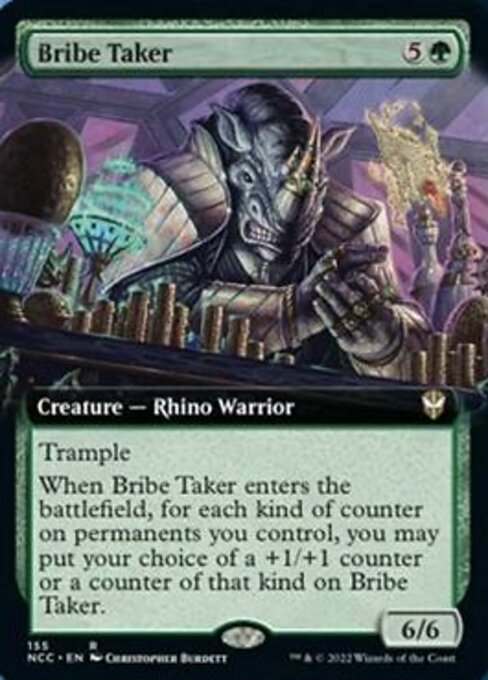 Bribe Taker 5
Creature — Rhino Warrior
Trample
When Bribe Taker enters the
battlefield, for each kind of counter
on permanents you control, you may
put your choice of a +1/+1 counter
or a counter of that kind on Bribe
Taker.
6/6
155 R
NCC • EN Christopher Burdett
™ & © 2022 Wizards of the Coast